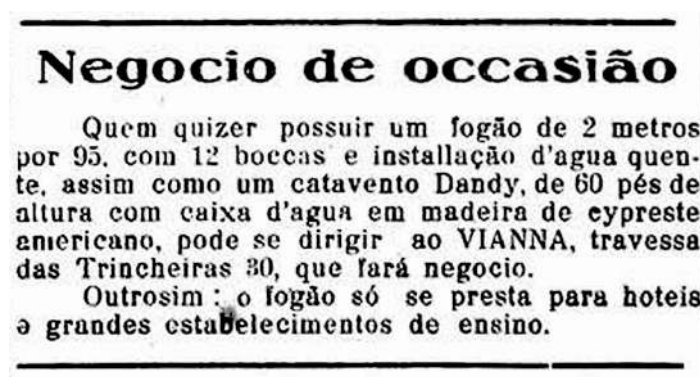 Negocio de occasião
Quem quizer possuir um fogão de 2 metros
por 95, com 12 boccas e installação d'agua quen-
te, assim como um catavento Dandy, de 60 pés de
altura com caixa d'agua em madeira de cypreste
americano, pode se dirigir ao VIANNA, travessa
das Trincheiras 30, que fará negocio.
Outrosim : o fogão só se presta para hoteis
e grandes estabelecimentos de ensino.